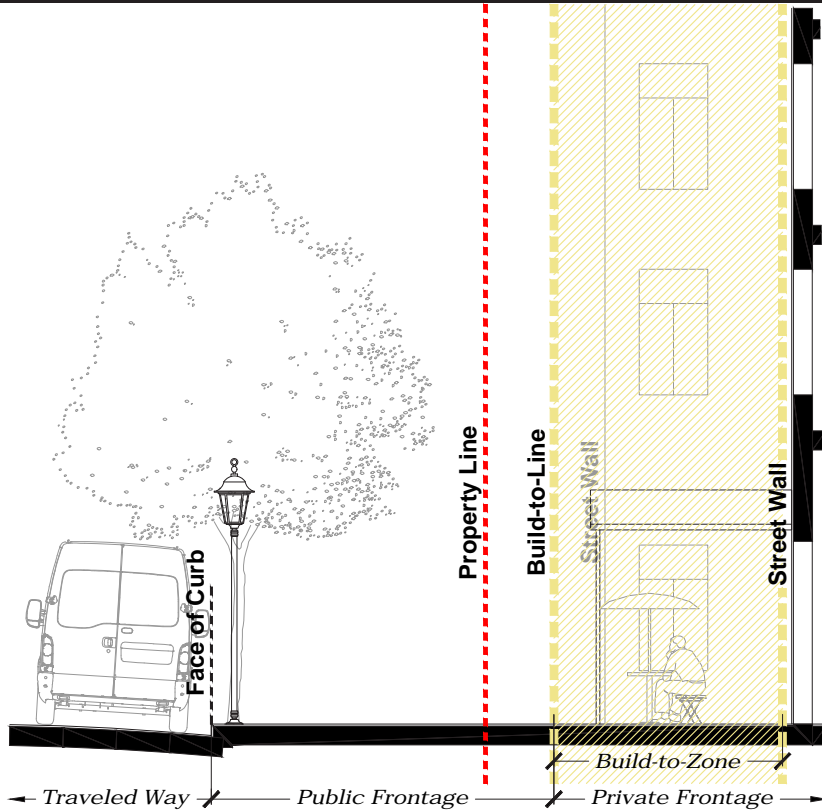 Property Line
Build-to-Line
Street Wall
Street Wall
Face of Curb
Build-to-Zone
Traveled Way
Public Frontage
Private Frontage